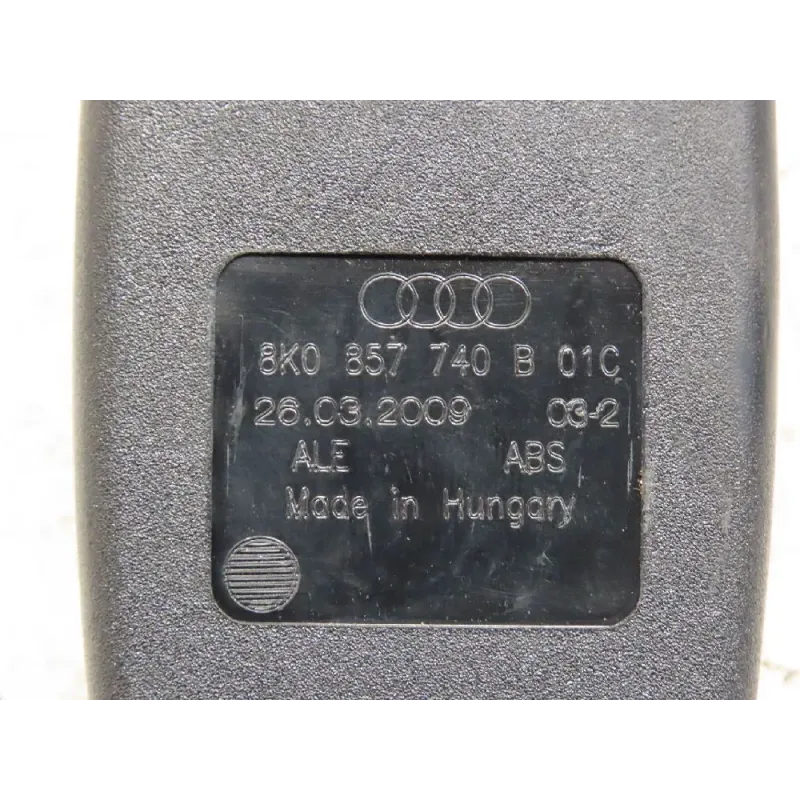 8K0 857 740 B 01C
26.03.2009 03-2
ALE ABS
Made in Hungary